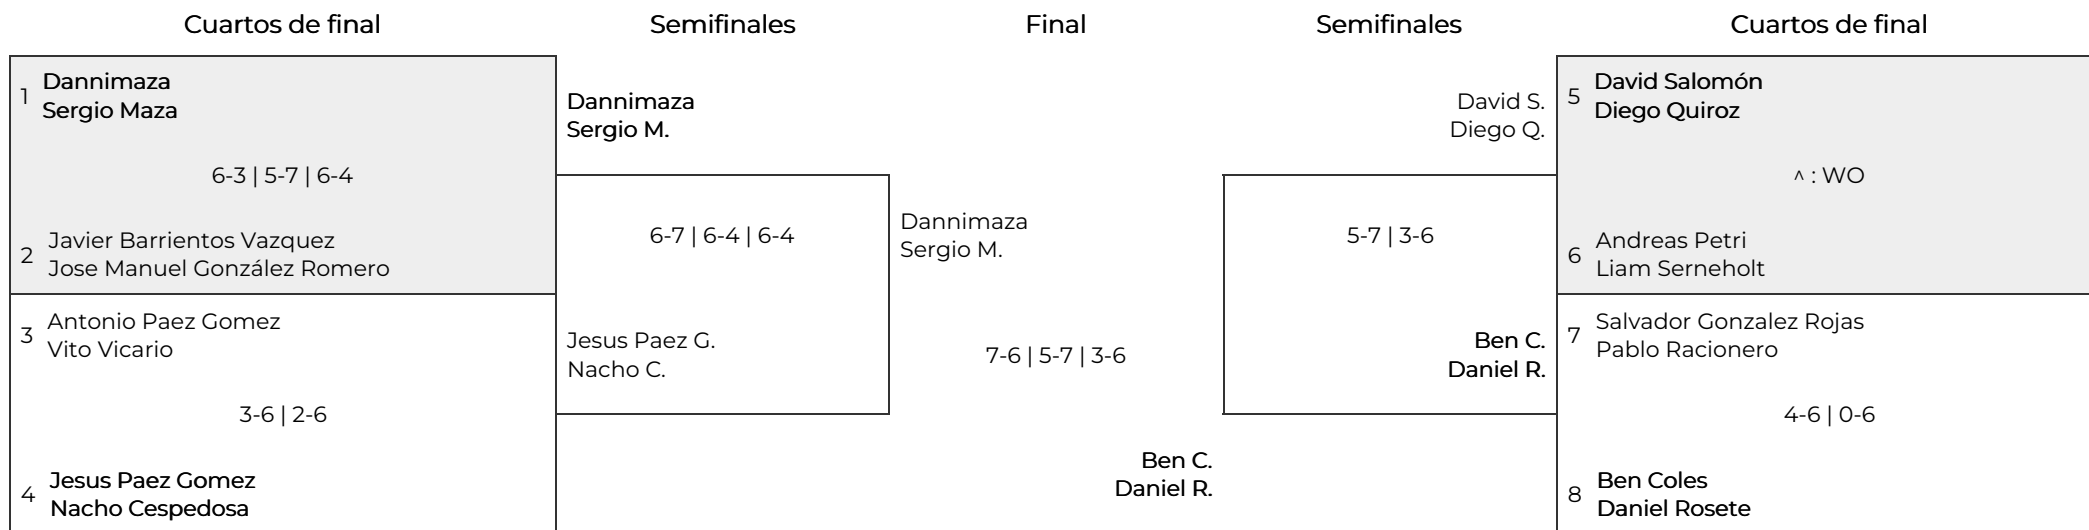 Cuartos de final
Semifinales
Final
Semifinales
Cuartos de final
1
Dannimaza
Sergio Maza
6-3 | 5-7 | 6-4
2
Javier Barrientos Vazquez
Jose Manuel González Romero
3
Antonio Paez Gomez
Vito Vicario
3-6 | 2-6
4
Jesus Paez Gomez
Nacho Cespedosa
Dannimaza
Sergio M.
6-7 | 6-4 | 6-4
Jesus Paez G.
Nacho C.
Dannimaza
Sergio M.
7-6 | 5-7 | 3-6
Ben C.
Daniel R.
David S.
Diego Q.
5-7 | 3-6
Ben C.
Daniel R.
5
David Salomón
Diego Quiroz
^ : WO
6
Andreas Petri
Liam Serneholt
7
Salvador Gonzalez Rojas
Pablo Racionero
4-6 | 0-6
8
Ben Coles
Daniel Rosete